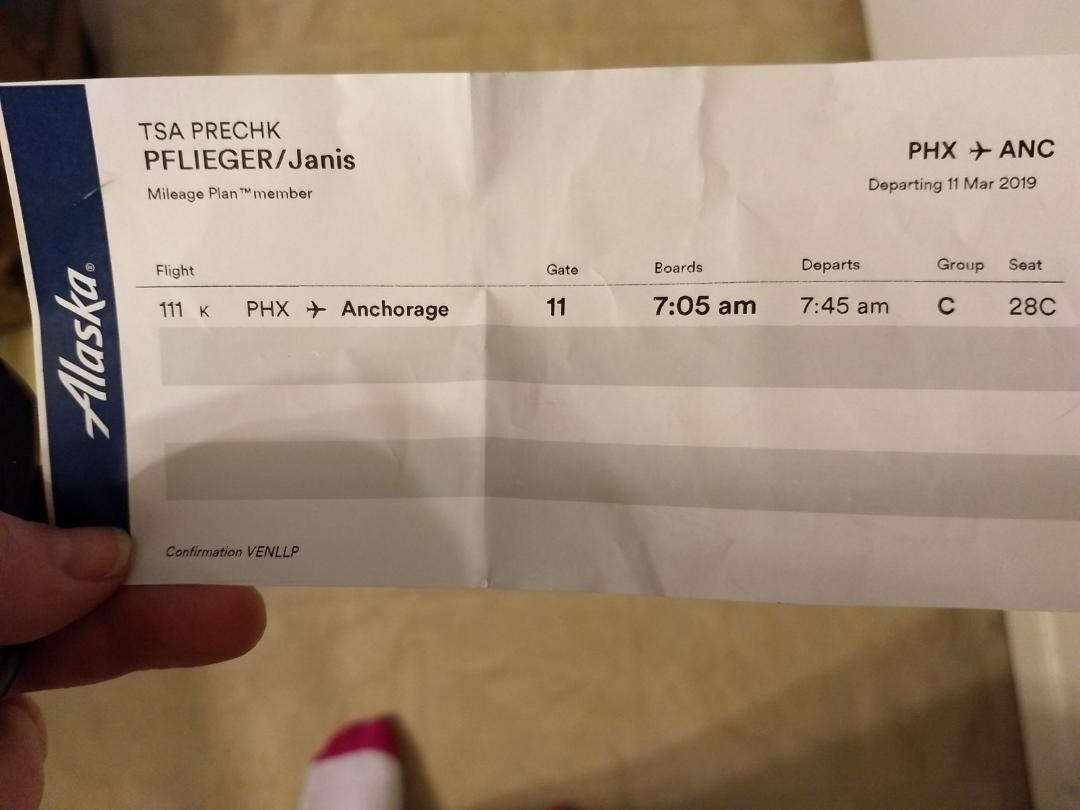 TSA PRECHK
PFLIEGER/Janis
Mileage Plan™ member
PHX ✈ ANC
Departing 11 Mar 2019
Flight Gate Boards Departs Group Seat
111 K PHX ✈ Anchorage 11 7:05 am 7:45 am C 28C
Confirmation VENLLP
Alaska®